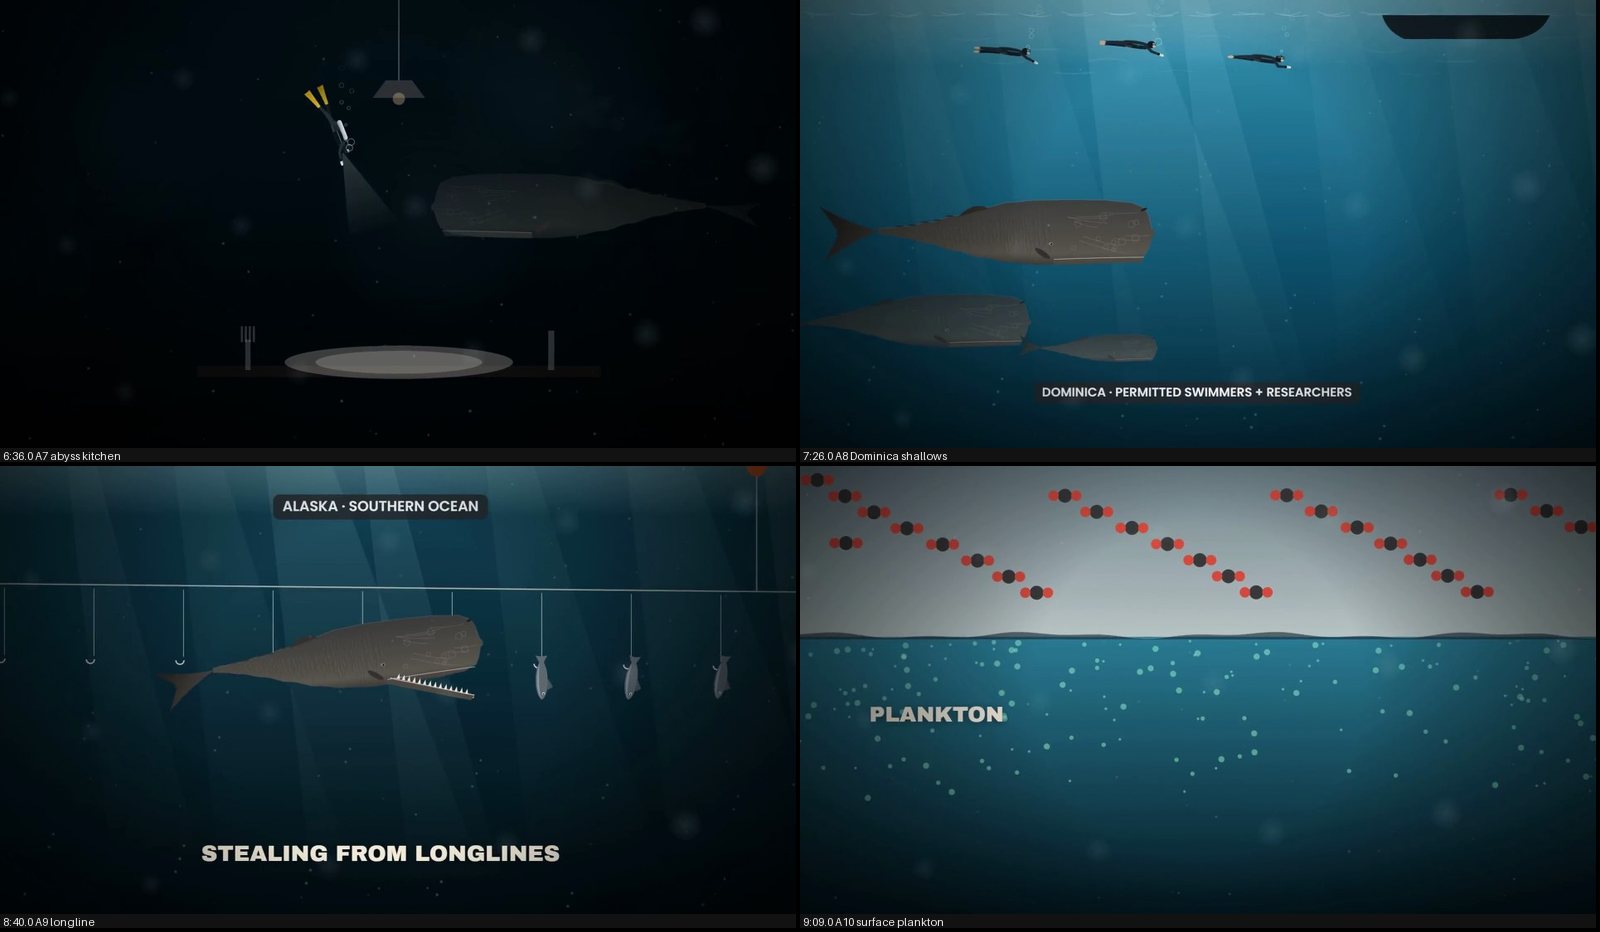 6:36.0 A7 abyss kitchen
DOMINICA · PERMITTED SWIMMERS + RESEARCHERS
7:26.0 A8 Dominica shallows
ALASKA · SOUTHERN OCEAN
STEALING FROM LONGLINES
8:40.0 A9 longline
PLANKTON
9:09.0 A10 surface plankton